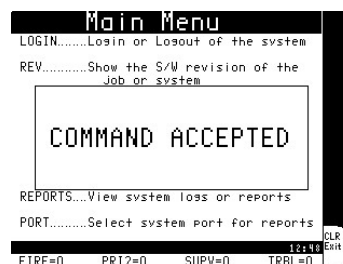 Main Menu
LOGIN.......Login or Logout of the system
REV...........Show the S/W revision of the
Job or system
COMMAND ACCEPTED
REPORTS....View system logs or reports
PORT.........Select system port for reports
CLR
12:48 Exit
FIRE=0 PRI2=0 SUPV=0 TRBL=0